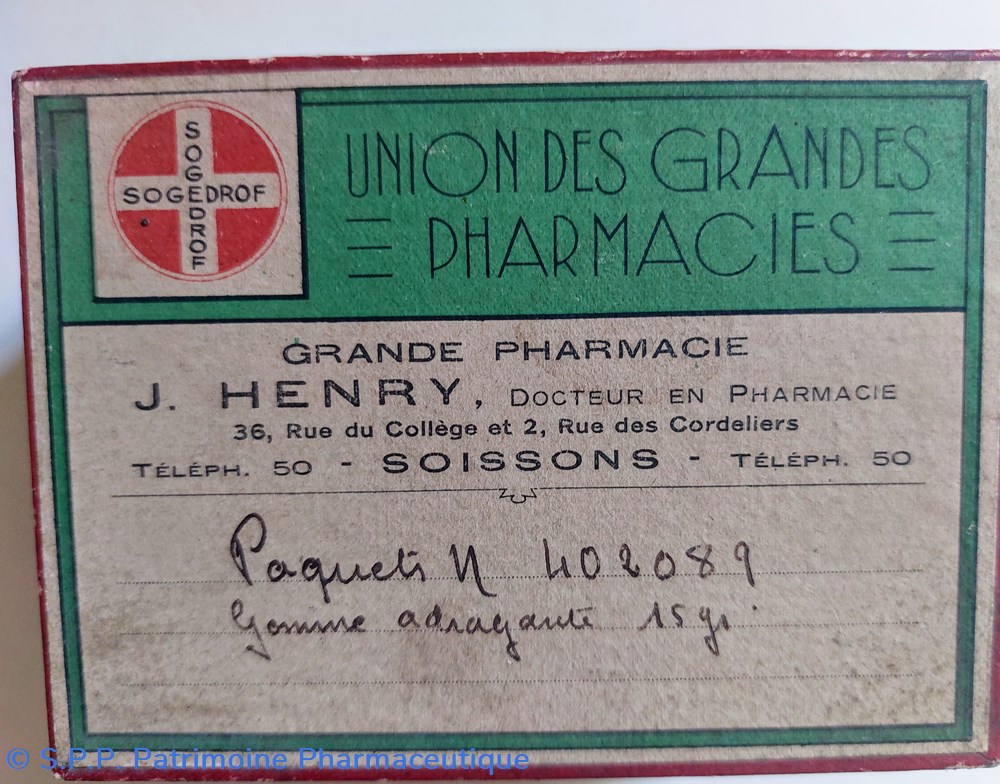 SOGEDROF
SOGEDROF
UNION DES GRANDES
PHARMACIES
GRANDE PHARMACIE
J. HENRY, DOCTEUR EN PHARMACIE
36, Rue du Collège et 2, Rue des Cordeliers
TÉLÉPH. 50 - SOISSONS - TÉLÉPH. 50
Paquets N 402089
Gomme adragante 15 gr.
© S.P.P. Patrimoine Pharmaceutique